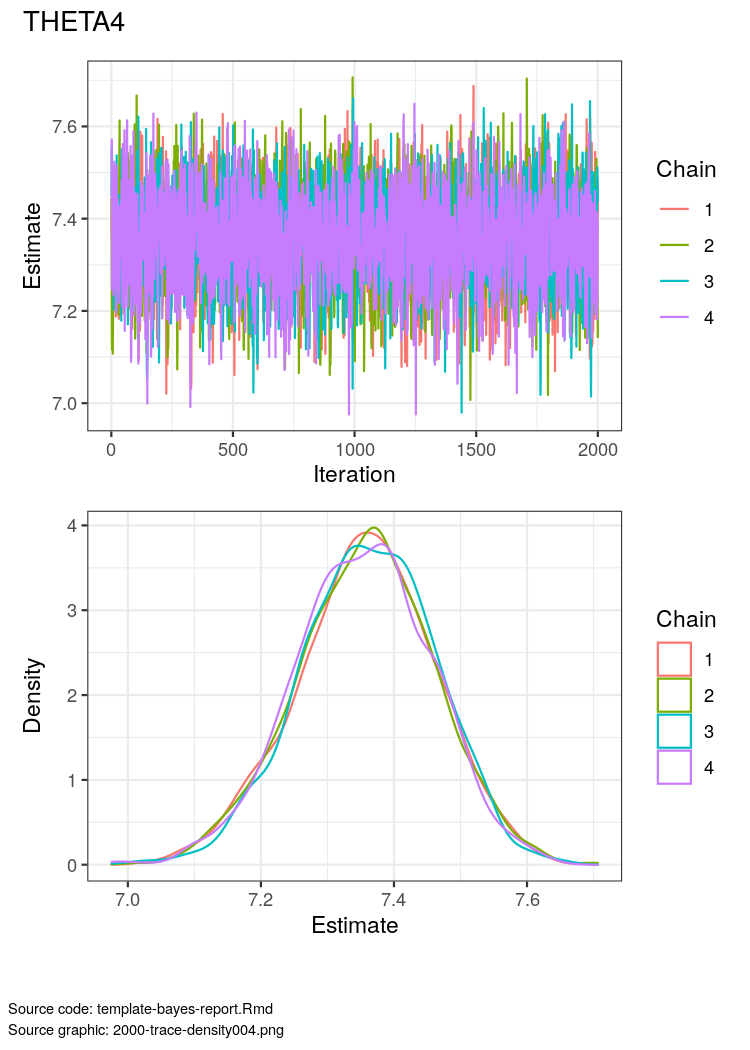 THETA4
7.6
7.4
7.2
7.0
Estimate
0 500 1000 1500 2000
Iteration
Chain
1
2
3
4
4
3
2
1
0
Density
7.0 7.2 7.4 7.6
Estimate
Chain
1
2
3
4
Source code: template-bayes-report.Rmd
Source graphic: 2000-trace-density004.png